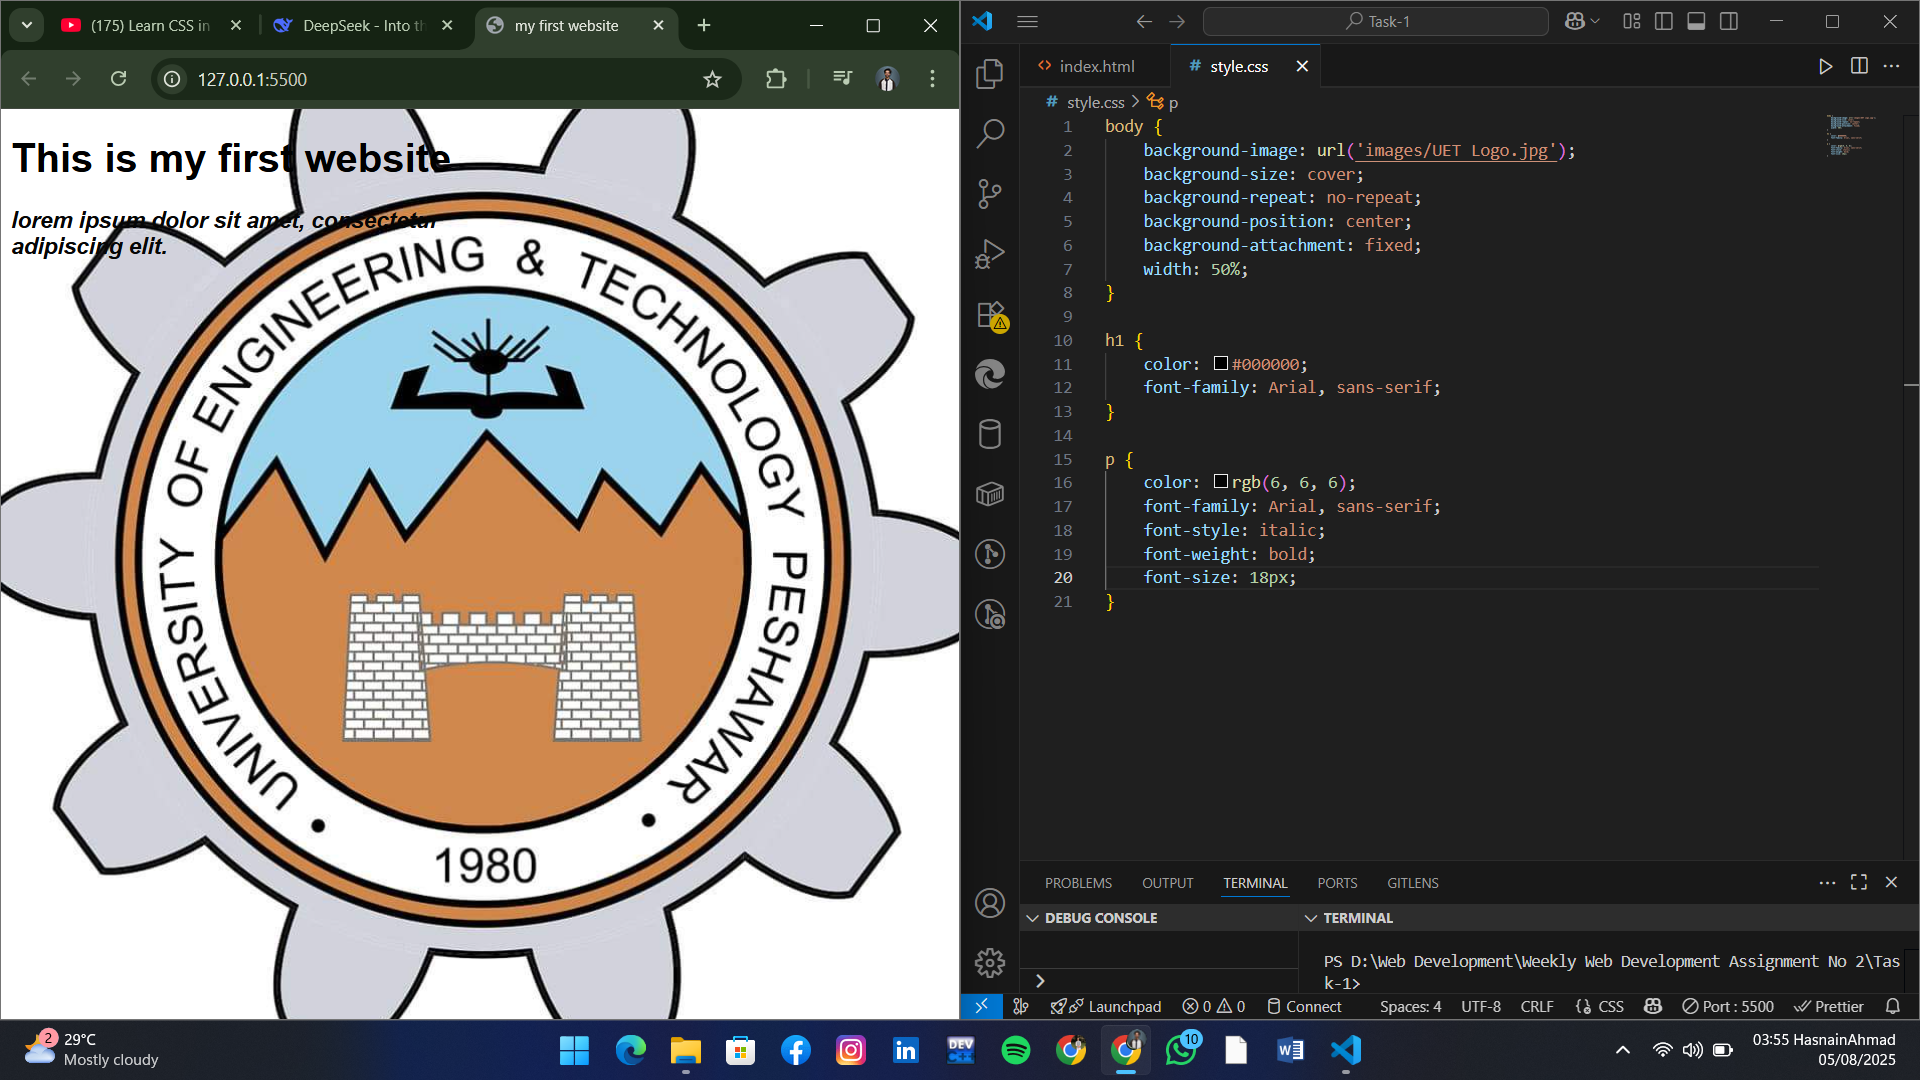 (175) Learn CSS in
DeepSeek - Into th
my first website
127.0.0.1:5500
This is my first website
lorem ipsum dolor sit amet, consectetur
adipiscing elit.
UNIVERSITY OF ENGINEERING & TECHNOLOGY PESHAWAR
1980
Task-1
index.html
# style.css
# style.css > p
1 body {
2 background-image: url('images/UET Logo.jpg');
3 background-size: cover;
4 background-repeat: no-repeat;
5 background-position: center;
6 background-attachment: fixed;
7 width: 50%;
8 }
9
10 h1 {
11 color: #000000;
12 font-family: Arial, sans-serif;
13 }
14
15 p {
16 color: rgb(6, 6, 6);
17 font-family: Arial, sans-serif;
18 font-style: italic;
19 font-weight: bold;
20 font-size: 18px;
21 }
PROBLEMS OUTPUT TERMINAL PORTS GITLENS
DEBUG CONSOLE
TERMINAL
PS D:\Web Development\Weekly Web Development Assignment No 2\Tas
k-1>
Launchpad 0 0 Connect Spaces: 4 UTF-8 CRLF CSS Port : 5500 Prettier
2
29°C
Mostly cloudy
DEV
10
03:55 HasnainAhmad
05/08/2025